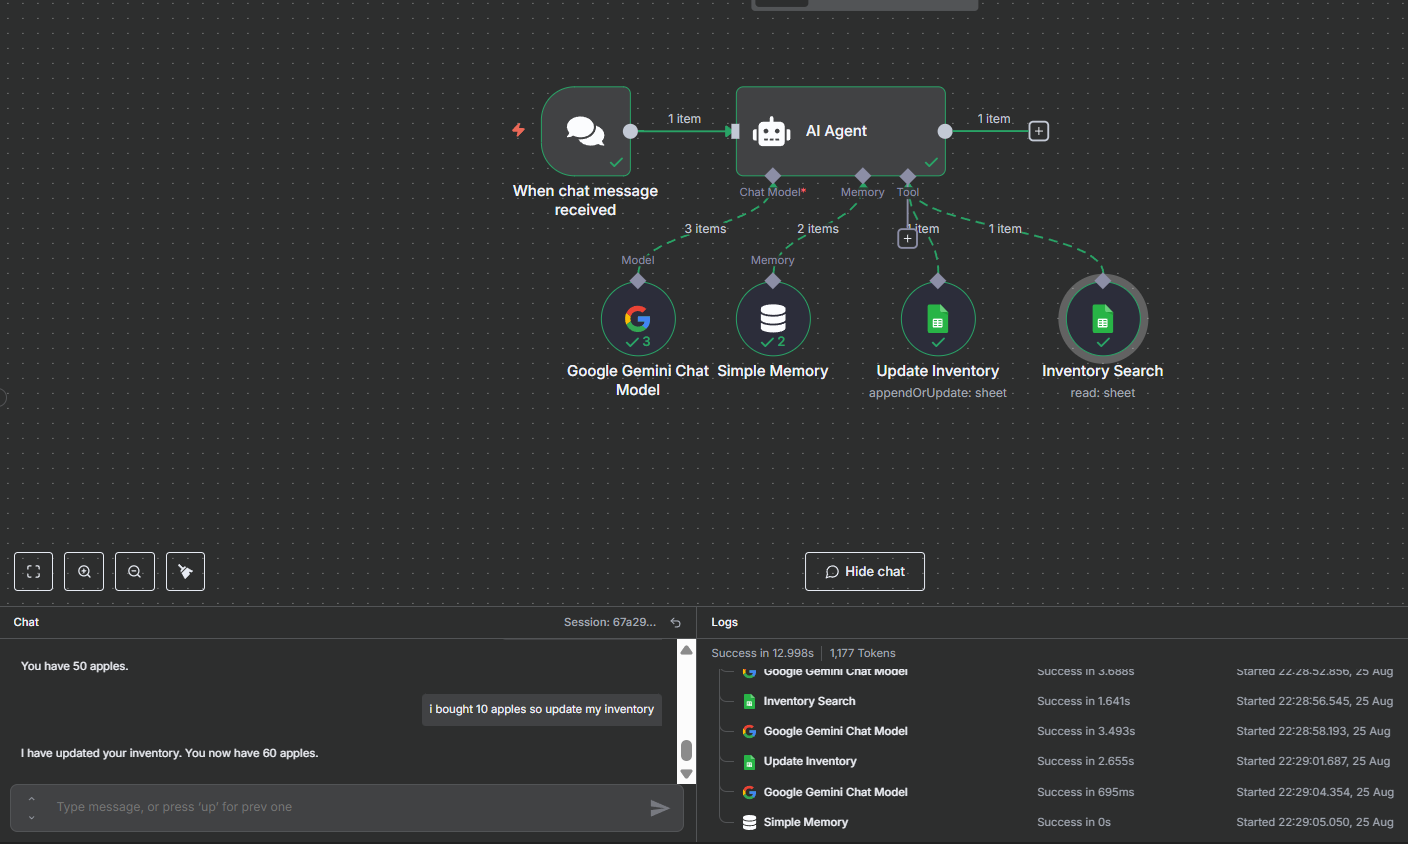 1 item
AI Agent
1 item
When chat message
received
Chat Model*
Memory
Tool
3 items
2 items
item
1 item
Model
Memory
3
2
Google Gemini Chat
Model
Simple Memory
Update Inventory
appendOrUpdate: sheet
Inventory Search
read: sheet
Hide chat
Chat
Session: 67a29...
You have 50 apples.
i bought 10 apples so update my inventory
I have updated your inventory. You now have 60 apples.
Type message, or press 'up' for prev one
Logs
Success in 12.998s
1,177 Tokens
Google Gemini Chat Model Success in 3.688s Started 22:28:52.856, 25 Aug
Inventory Search Success in 1.641s Started 22:28:56.545, 25 Aug
Google Gemini Chat Model Success in 3.493s Started 22:28:58.193, 25 Aug
Update Inventory Success in 2.655s Started 22:29:01.687, 25 Aug
Google Gemini Chat Model Success in 695ms Started 22:29:04.354, 25 Aug
Simple Memory Success in 0s Started 22:29:05.050, 25 Aug